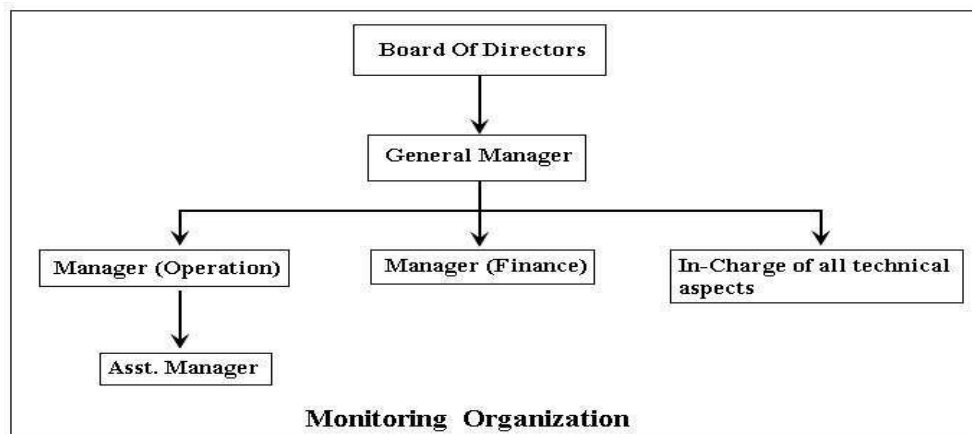 Board Of Directors
General Manager
Manager (Operation)
Manager (Finance)
In-Charge of all technical
aspects
Asst. Manager
Monitoring Organization